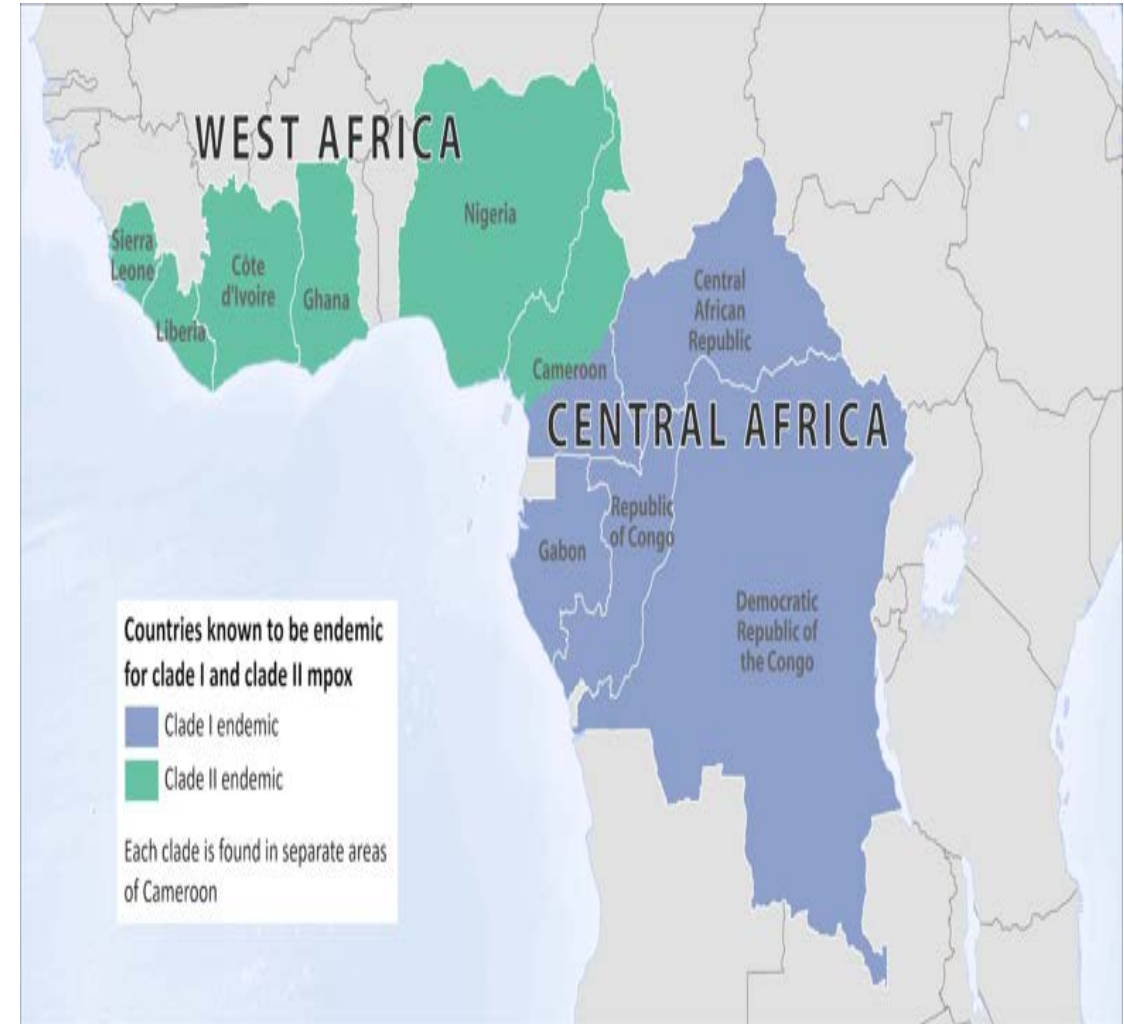 WEST AFRICA
Sierra
Leone
Liberia
Côte
d'Ivoire
Ghana
Nigeria
Cameroon
Central
African
Republic
CENTRAL AFRICA
Gabon
Republic
of Congo
Democratic
Republic of
the Congo
Countries known to be endemic
for clade I and clade II mpox
Clade I endemic
Clade II endemic
Each clade is found in separate areas
of Cameroon